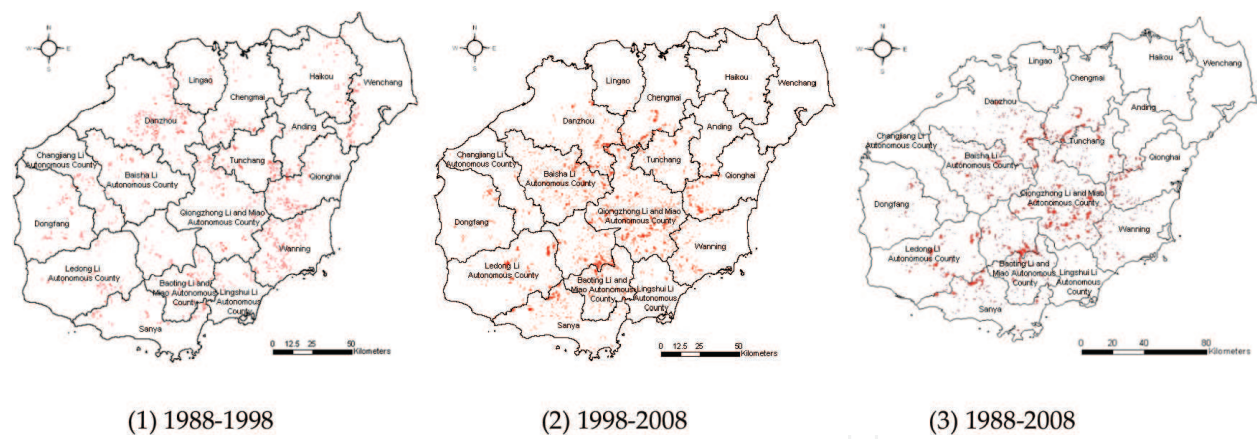 N
W E
S
Lingao
Haikou
Wenchang
Chengmai
Danzhou
Anding
Tunchang
Changjiang Li
Autonomous County
Baisha Li
Autonomous County
Qionghai
Dongfang
Qiongzhong Li and Miao
Autonomous County
Wanning
Ledong Li
Autonomous County
Baoting Li and
Miao Autonomous
County
Lingshui Li
Autonomous
County
Sanya
0 12.5 25 50
Kilometers
(1) 1988-1998
N
W E
S
Lingao
Haikou
Wenchang
Chengmai
Danzhou
Anding
Tunchang
Changjiang Li
Autonomous County
Baisha Li
Autonomous County
Qionghai
Dongfang
Qiongzhong Li and Miao
Autonomous County
Wanning
Ledong Li
Autonomous County
Baoting Li and
Miao Autonomous
County
Lingshui Li
Autonomous
County
Sanya
0 12.5 25 50
Kilometers
(2) 1998-2008
N
W E
S
Lingao
Haikou
Wenchang
Chengmai
Danzhou
Anding
Tunchang
Changjiang Li
Autonomous County
Baisha Li
Autonomous County
Qionghai
Dongfang
Qiongzhong Li and Miao
Autonomous County
Wanning
Ledong Li
Autonomous County
Baoting Li and
Miao Autonomous
County
Lingshui Li
Autonomous
County
Sanya
0 20 40 80
Kilometers
(3) 1988-2008